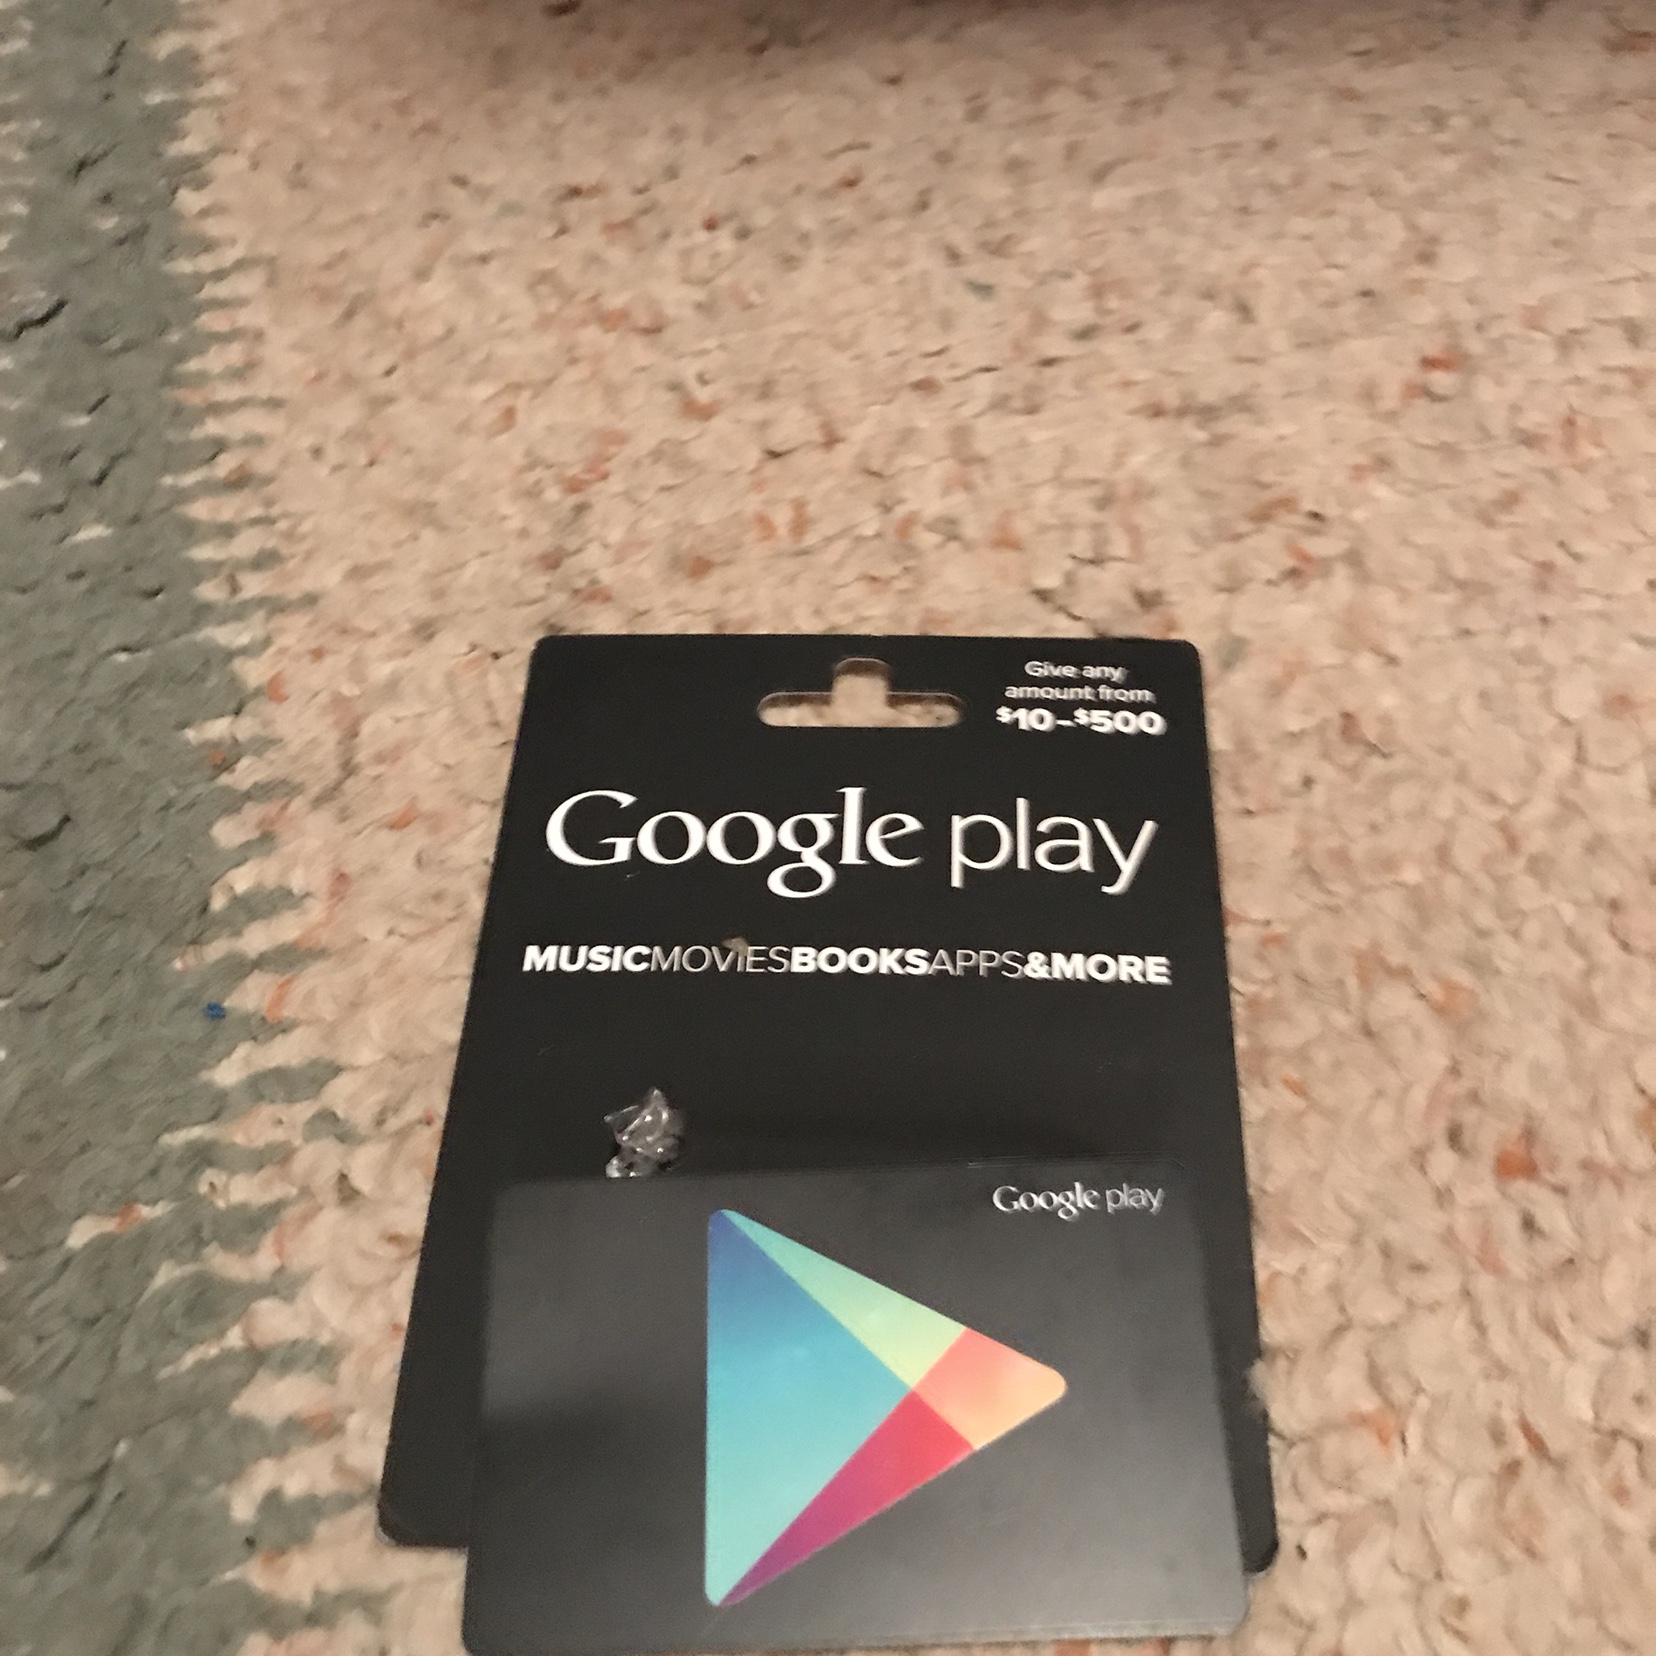 Give any
amount from
$10-$500
Google play
MUSICMOVIESBOOKSAPPS&MORE
Google play